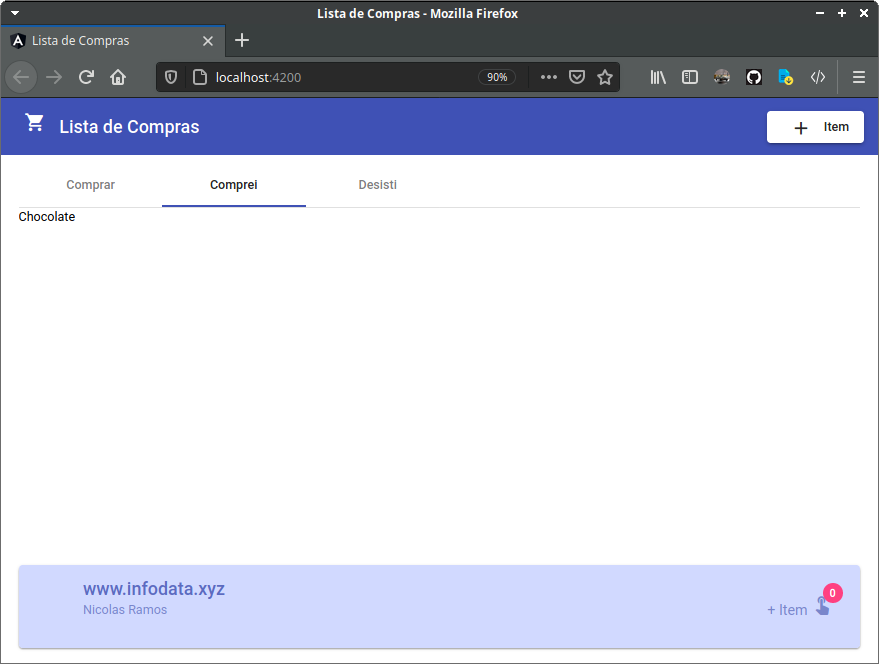 Lista de Compras - Mozilla Firefox
Lista de Compras
localhost:4200
90%
Lista de Compras
Item
Comprar
Comprei
Desisti
Chocolate
www.infodata.xyz
Nicolas Ramos
+ Item
0